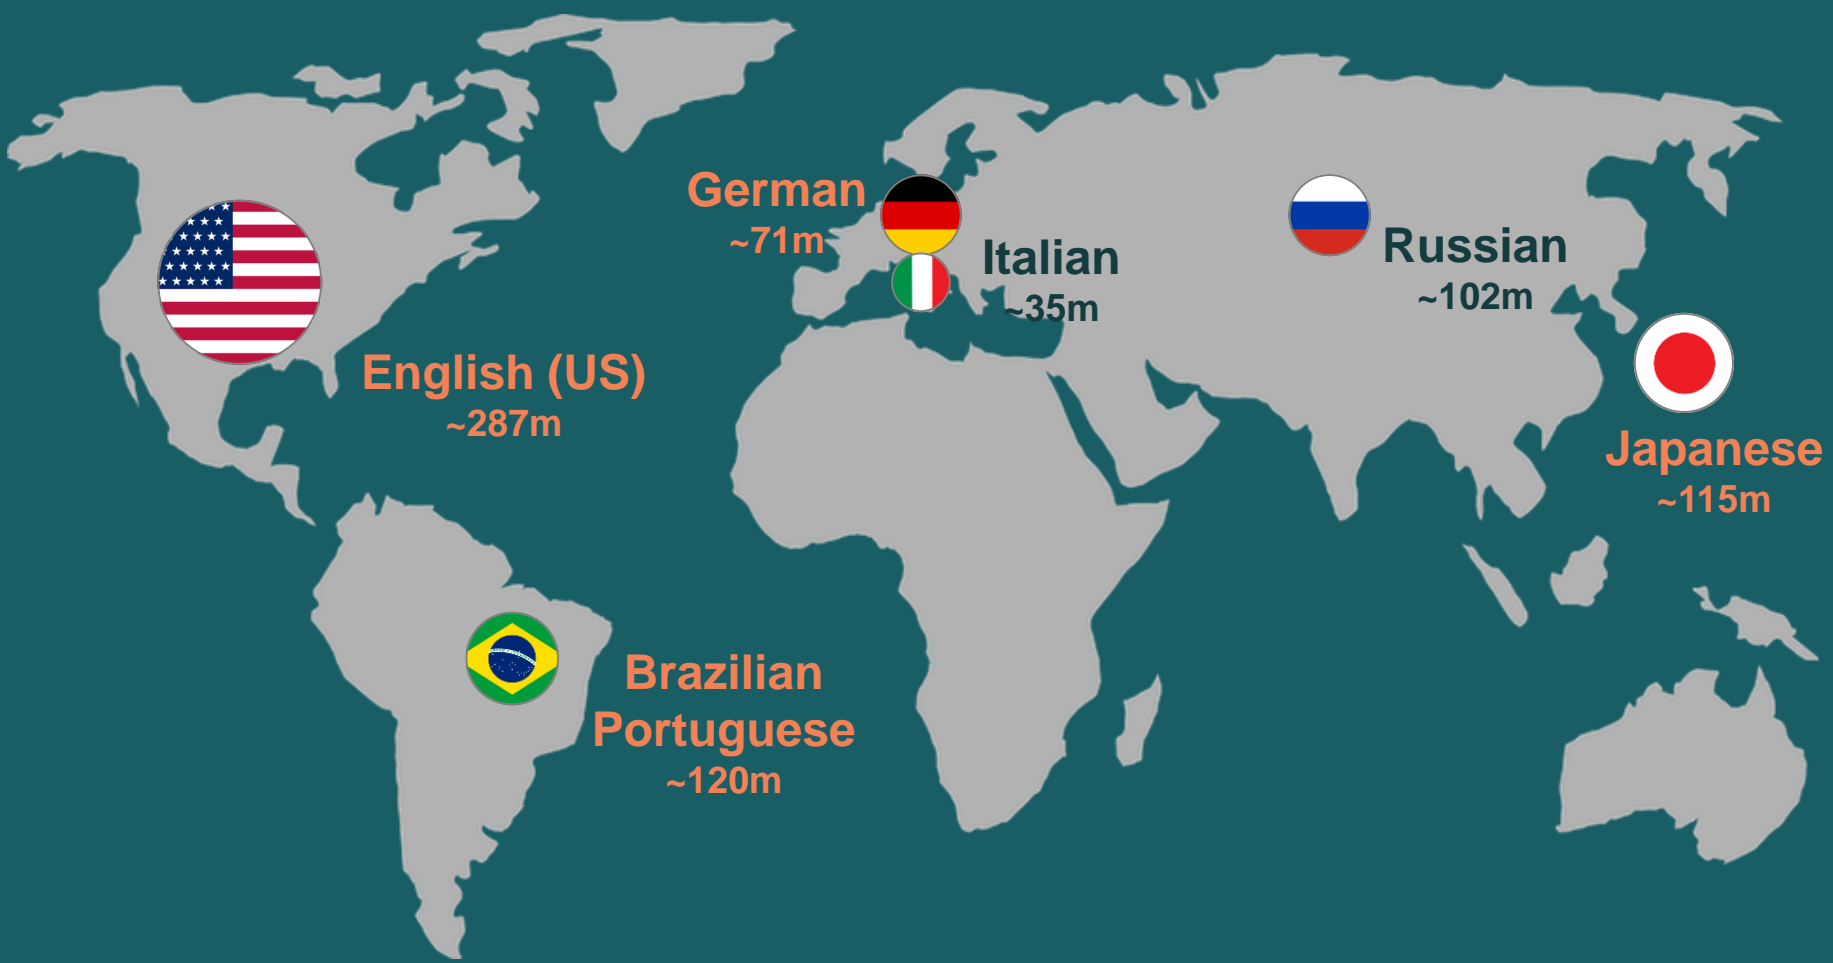 German
~71m
Italian
~35m
Russian
~102m
English (US)
~287m
Japanese
~115m
Brazilian
Portuguese
~120m